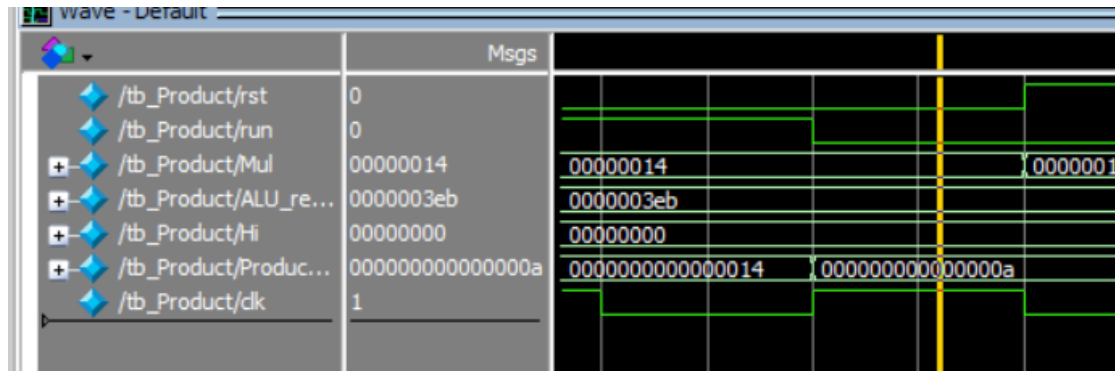 Wave - Default
Msgs
/tb_Product/rst 0
/tb_Product/run 0
/tb_Product/Mul 00000014 00000014 0000001
/tb_Product/ALU_re... 0000003eb 0000003eb
/tb_Product/Hi 00000000 00000000
/tb_Product/Produc... 000000000000000a 0000000000000014 000000000000000a
/tb_Product/clk 1